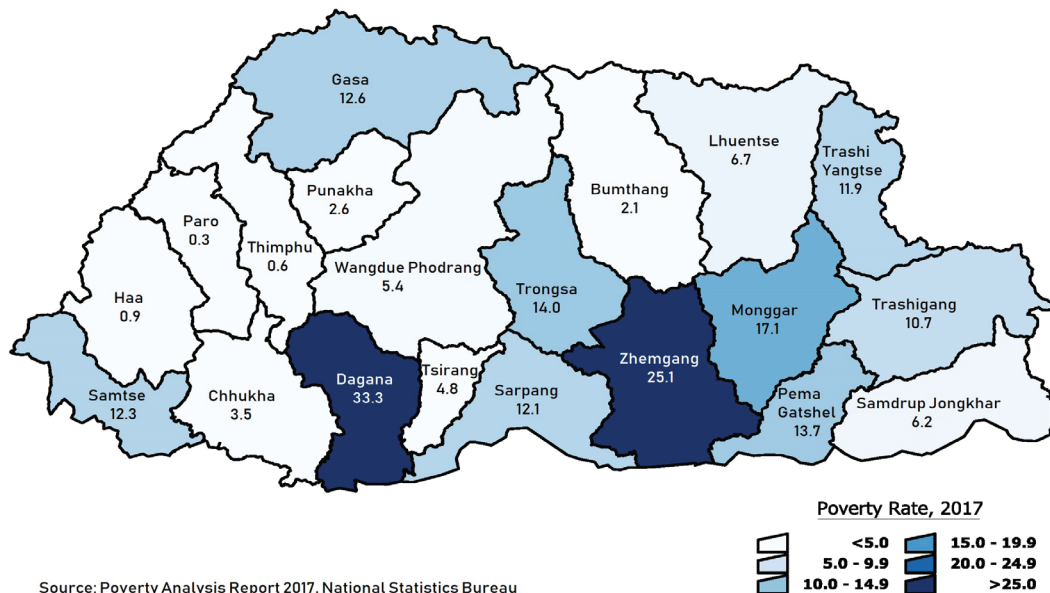 Gasa
12.6
Lhuentse
6.7
Trashi
Yangtse
11.9
Punakha
2.6
Bumthang
2.1
Paro
0.3
Thimphu
0.6
Wangdue Phodrang
5.4
Haa
0.9
Trongsa
14.0
Monggar
17.1
Trashigang
10.7
Zhemgang
25.1
Dagana
33.3
Tsirang
4.8
Sarpang
12.1
Samtse
12.3
Chhukha
3.5
Pema
Gatshel
13.7
Samdrup Jongkhar
6.2
Poverty Rate, 2017
<5.0
5.0 - 9.9
10.0 - 14.9
15.0 - 19.9
20.0 - 24.9
>25.0
Source: Poverty Analysis Report 2017, National Statistics Bureau